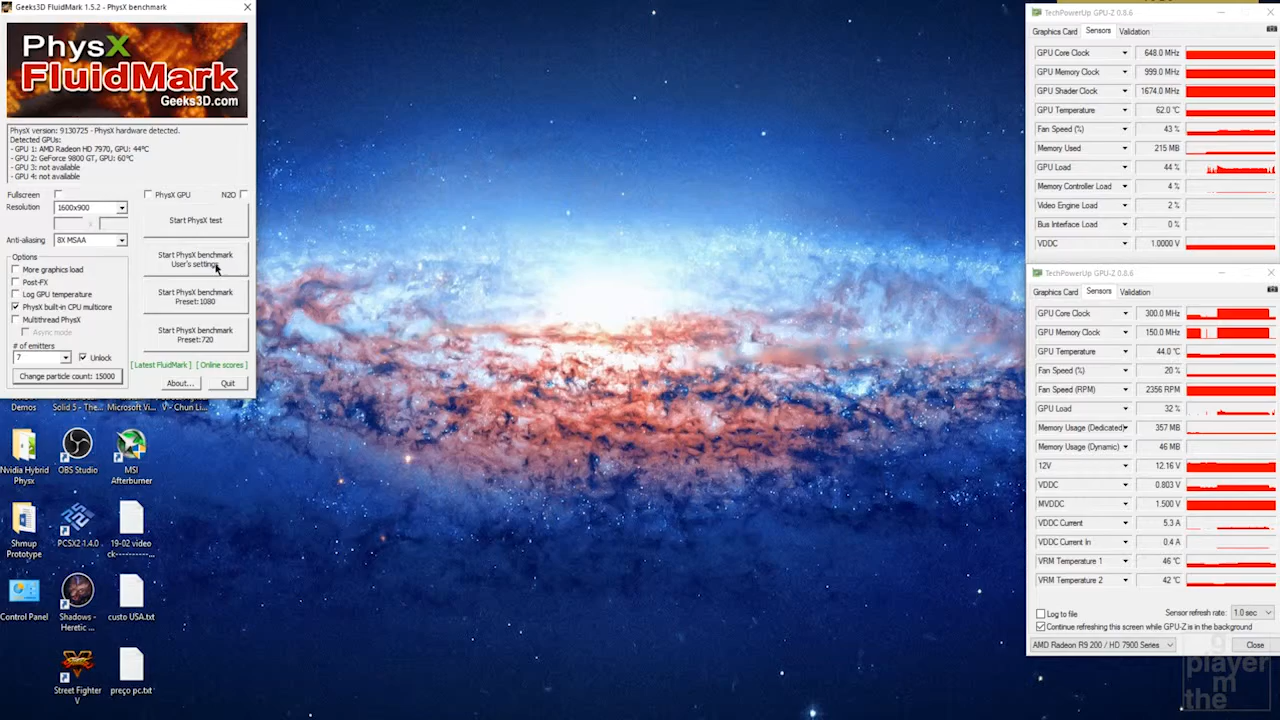 Geeks3D FluidMark 1.5.2 - PhysX benchmark
PhysX
FluidMark
Geeks3D.com
PhysX version: 9130725 - PhysX hardware detected.
Detected GPUs:
- GPU 1: AMD Radeon HD 7970, GPU: 44°C
- GPU 2: GeForce 9800 GT, GPU: 60°C
- GPU 3: not available
- GPU 4: not available
Fullscreen
PhysX GPU
N2O
Resolution
1600x900
x
Start PhysX test
Anti-aliasing
8X MSAA
Start PhysX benchmark
User's settings
Options
More graphics load
Post-FX
Log GPU temperature
PhysX built-in CPU multicore
Multithread PhysX
Async mode
# of emitters
7
Unlock
Change particle count: 15000
Start PhysX benchmark
Preset:1080
Start PhysX benchmark
Preset:720
[ Latest FluidMark ] [ Online scores ]
About...
Quit
Demos
Solid 5 - The...
Microsoft Vi...
V - Chun Li...
Nvidia Hybrid
Physx
OBS Studio
MSI
Afterburner
Shmup
Prototype
PCSX2 1.4.0
19-02 video
ck----------...
Control Panel
Shadows -
Heretic ...
custo USA.txt
Street Fighter
V
preço pc.txt
TechPowerUp GPU-Z 0.8.6
Graphics Card Sensors Validation
GPU Core Clock 648.0 MHz
GPU Memory Clock 999.0 MHz
GPU Shader Clock 1674.0 MHz
GPU Temperature 62.0 °C
Fan Speed (%) 43 %
Memory Used 215 MB
GPU Load 44 %
Memory Controller Load 4 %
Video Engine Load 2 %
Bus Interface Load 0 %
VDDC 1.0000 V
TechPowerUp GPU-Z 0.8.6
Graphics Card Sensors Validation
GPU Core Clock 300.0 MHz
GPU Memory Clock 150.0 MHz
GPU Temperature 44.0 °C
Fan Speed (%) 20 %
Fan Speed (RPM) 2356 RPM
GPU Load 32 %
Memory Usage (Dedicated) 357 MB
Memory Usage (Dynamic) 46 MB
12V 12.16 V
VDDC 0.803 V
MVDDC 1.500 V
VDDC Current 5.3 A
VDDC Current In 0.4 A
VRM Temperature 1 46 °C
VRM Temperature 2 42 °C
Log to file
Sensor refresh rate: 1.0 sec
Continue refreshing this screen while GPU-Z is in the background
AMD Radeon R9 200 / HD 7900 Series
Close
player
m
the